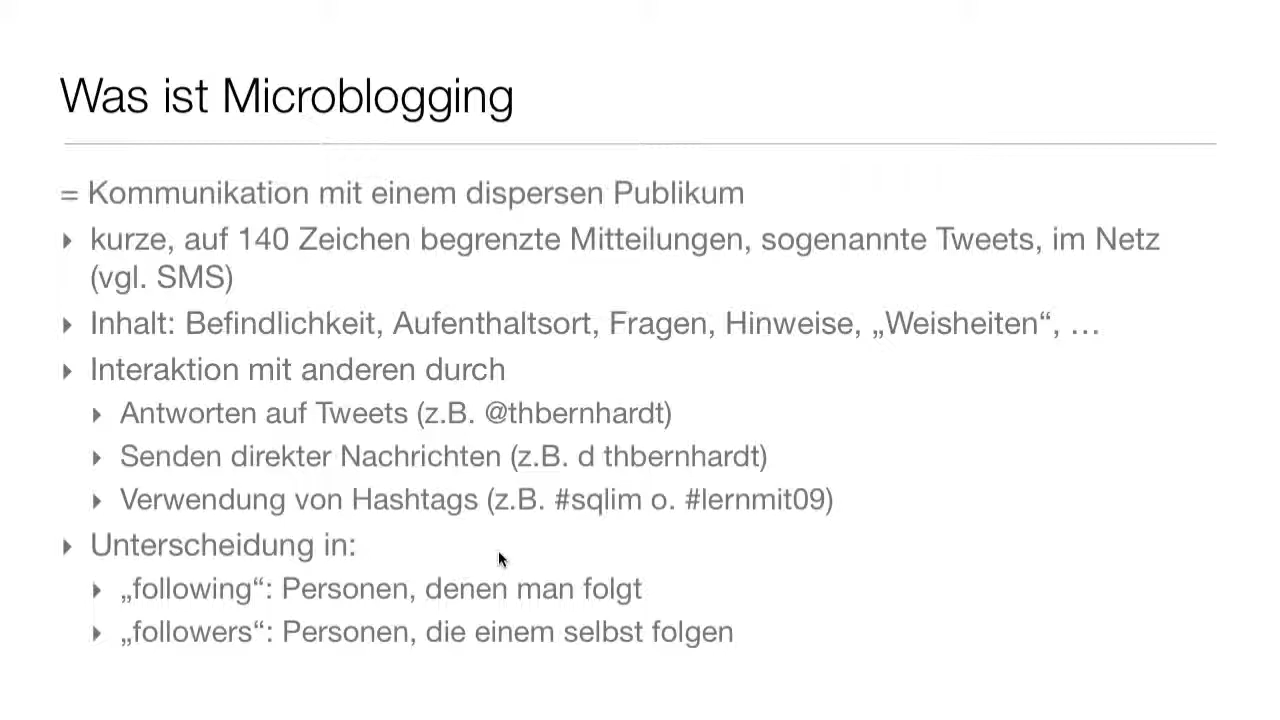 Was ist Microblogging
= Kommunikation mit einem dispersen Publikum
‣ kurze, auf 140 Zeichen begrenzte Mitteilungen, sogenannte Tweets, im Netz
(vgl. SMS)
‣ Inhalt: Befindlichkeit, Aufenthaltsort, Fragen, Hinweise, „Weisheiten“, …
‣ Interaktion mit anderen durch
‣ Antworten auf Tweets (z.B. @thbernhardt)
‣ Senden direkter Nachrichten (z.B. d thbernhardt)
‣ Verwendung von Hashtags (z.B. #sqlim o. #lernmit09)
‣ Unterscheidung in:
‣ „following“: Personen, denen man folgt
‣ „followers“: Personen, die einem selbst folgen